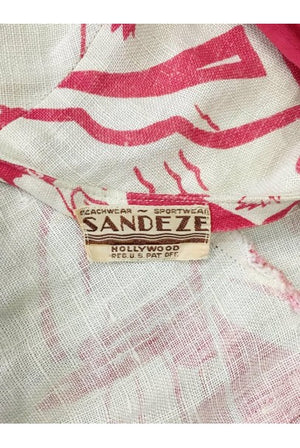 BEACHWEAR ~ SPORTWEAR
SANDEZE
HOLLYWOOD
REG. U.S. PAT. OFF.